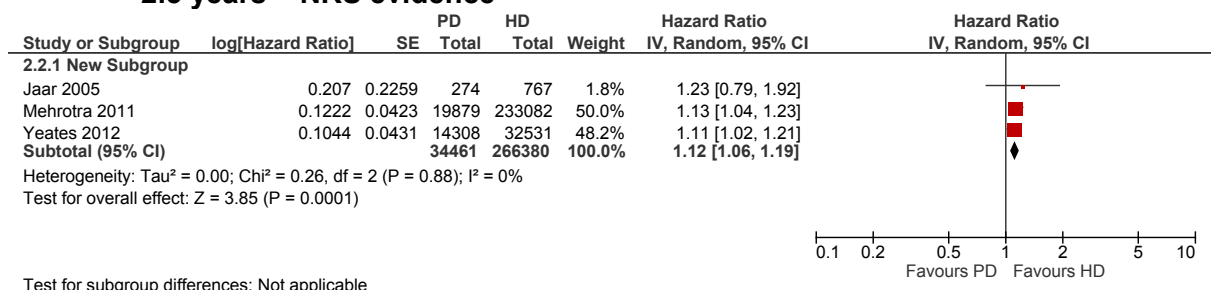 2.5 years – NRS evidence
PD HD Hazard Ratio Hazard Ratio
Study or Subgroup log[Hazard Ratio] SE Total Total Weight IV, Random, 95% CI IV, Random, 95% CI
2.2.1 New Subgroup
Jaar 2005 0.207 0.2259 274 767 1.8% 1.23 [0.79, 1.92]
Mehrotra 2011 0.1222 0.0423 19879 233082 50.0% 1.13 [1.04, 1.23]
Yeates 2012 0.1044 0.0431 14308 32531 48.2% 1.11 [1.02, 1.21]
Subtotal (95% CI) 34461 266380 100.0% 1.12 [1.06, 1.19]
Heterogeneity: Tau² = 0.00; Chi² = 0.26, df = 2 (P = 0.88); I² = 0%
Test for overall effect: Z = 3.85 (P = 0.0001)
0.1 0.2 0.5 1 2 5 10
Favours PD Favours HD
Test for subgroup differences: Not applicable